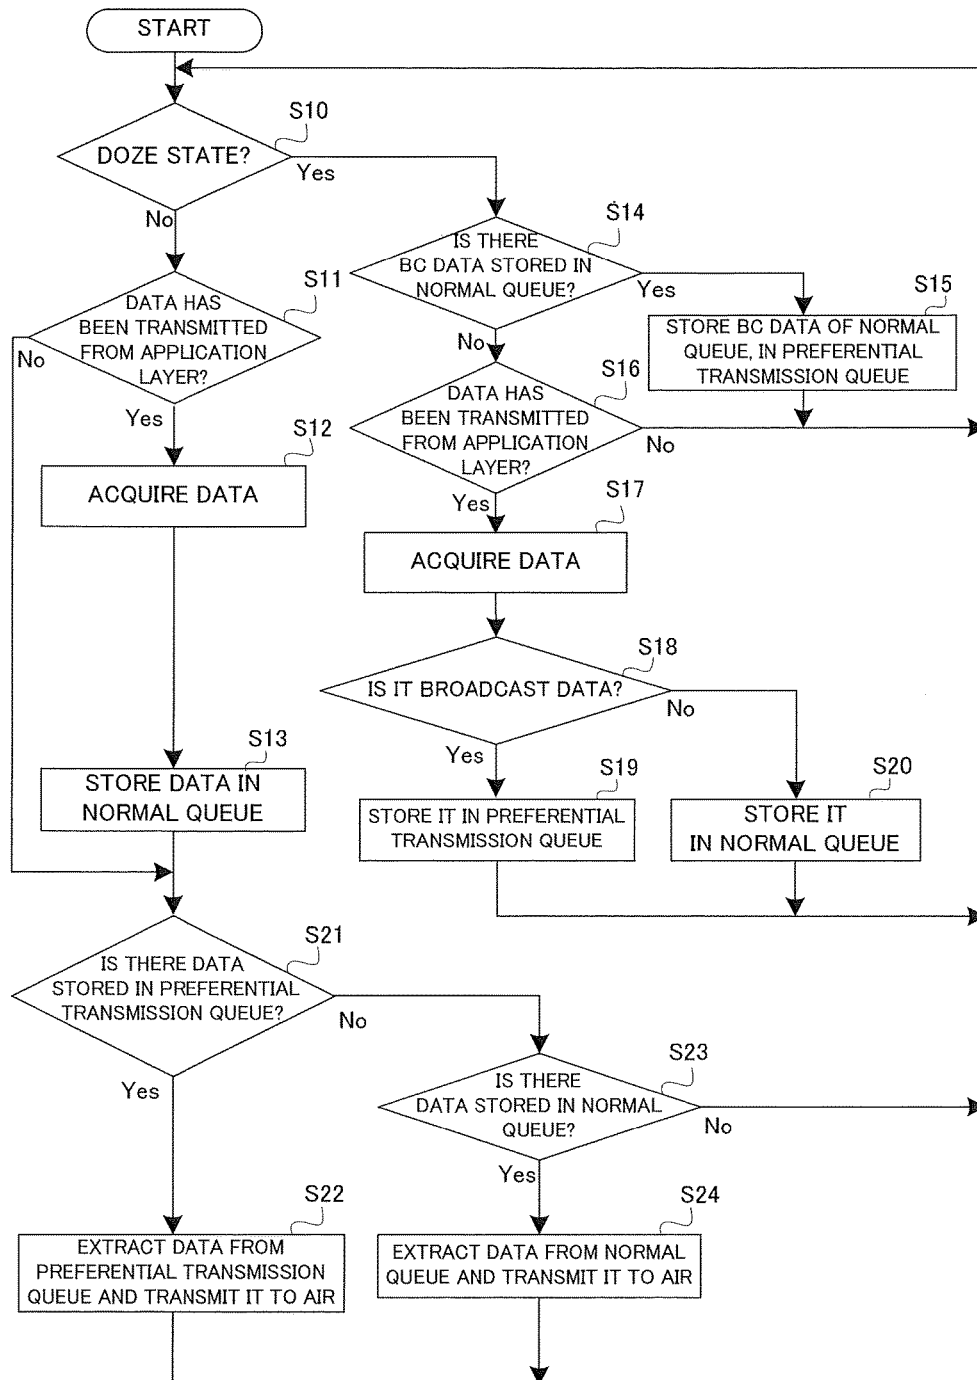 START
S10
DOZE STATE?
Yes
No
S14
IS THERE
BC DATA STORED IN
NORMAL QUEUE?
Yes
No
S15
STORE BC DATA OF NORMAL
QUEUE, IN PREFERENTIAL
TRANSMISSION QUEUE
S11
DATA HAS
BEEN TRANSMITTED
FROM APPLICATION
LAYER?
No
Yes
S16
DATA HAS
BEEN TRANSMITTED
FROM APPLICATION
LAYER?
No
Yes
S12
ACQUIRE DATA
S17
ACQUIRE DATA
S18
IS IT BROADCAST DATA?
No
Yes
S13
STORE DATA IN
NORMAL QUEUE
S19
STORE IT IN PREFERENTIAL
TRANSMISSION QUEUE
S20
STORE IT
IN NORMAL QUEUE
S21
IS THERE DATA
STORED IN PREFERENTIAL
TRANSMISSION QUEUE?
No
Yes
S23
IS THERE
DATA STORED IN NORMAL
QUEUE?
No
Yes
S22
EXTRACT DATA FROM
PREFERENTIAL TRANSMISSION
QUEUE AND TRANSMIT IT TO AIR
S24
EXTRACT DATA FROM NORMAL
QUEUE AND TRANSMIT IT TO AIR